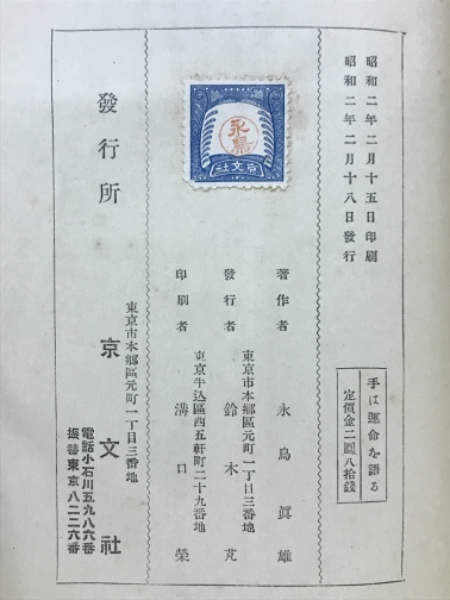 昭和二年二月十五日印刷
昭和二年二月十八日發行
手は運命を語る
定價金二圓八拾錢
永鳥
京文社
著作者 永鳥眞雄
東京市本鄕區元町一丁目三番地
發行者 鈴木芃
東京牛込區西五軒町二十九番地
印刷者 溝口榮
發行所
東京市本鄕區元町一丁目三番地
京文社
電話小石川五九八六番
振替東京八二二六番